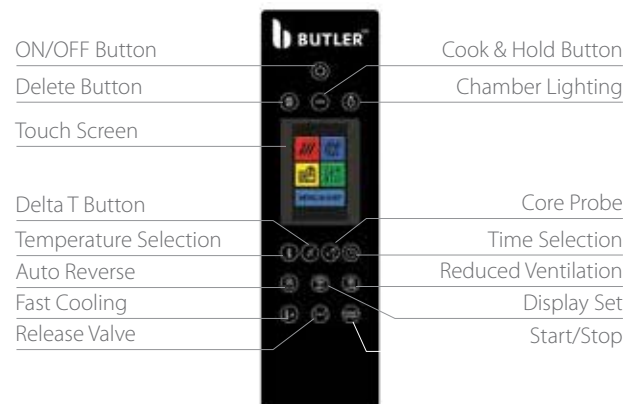 BUTLER
ON/OFF Button
Cook & Hold Button
Delete Button
Chamber Lighting
Touch Screen
Delta T Button
Core Probe
Temperature Selection
Time Selection
Auto Reverse
Reduced Ventilation
Fast Cooling
Display Set
Release Valve
Start/Stop